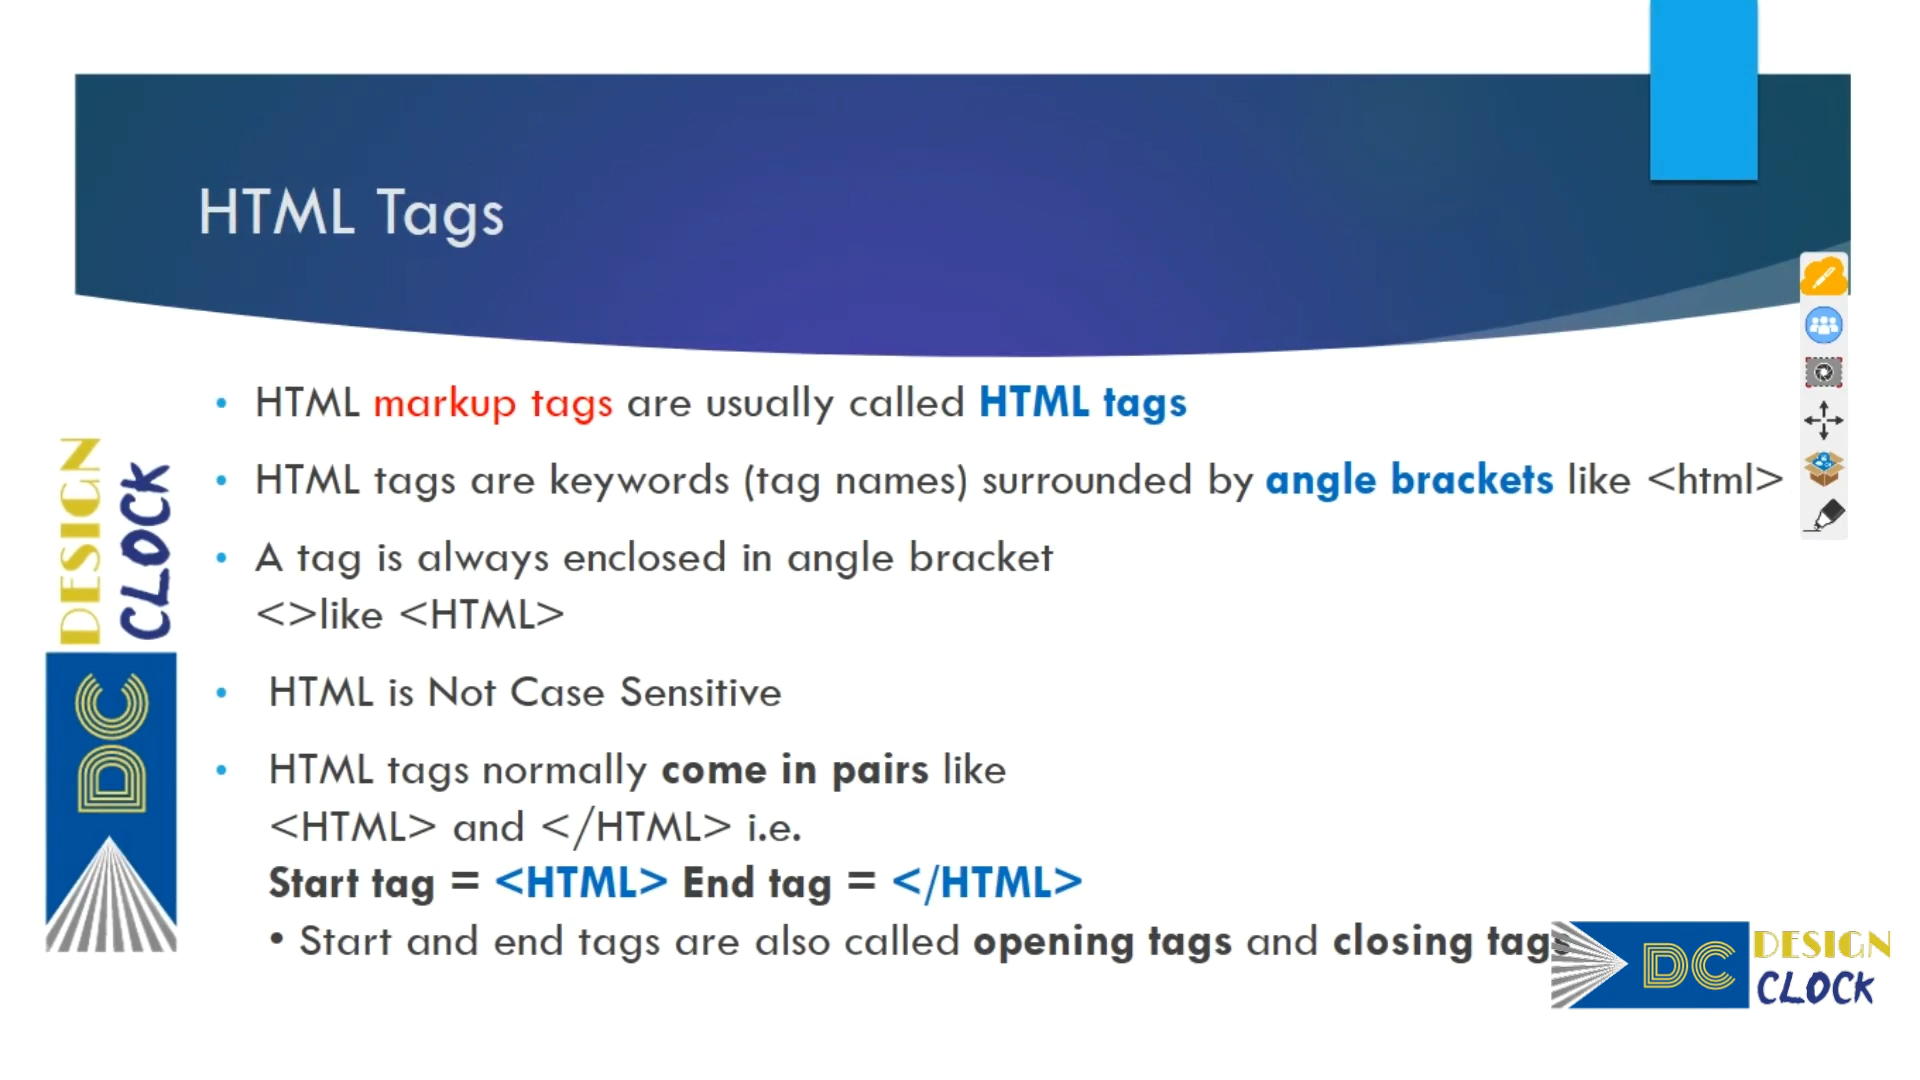 HTML Tags
• HTML markup tags are usually called HTML tags
• HTML tags are keywords (tag names) surrounded by angle brackets like <html>
• A tag is always enclosed in angle bracket
<>like <HTML>
• HTML is Not Case Sensitive
• HTML tags normally come in pairs like
<HTML> and </HTML> i.e.
Start tag = <HTML> End tag = </HTML>
• Start and end tags are also called opening tags and closing tags
DC
DESIGN
CLOCK
DC
DESIGN
CLOCK